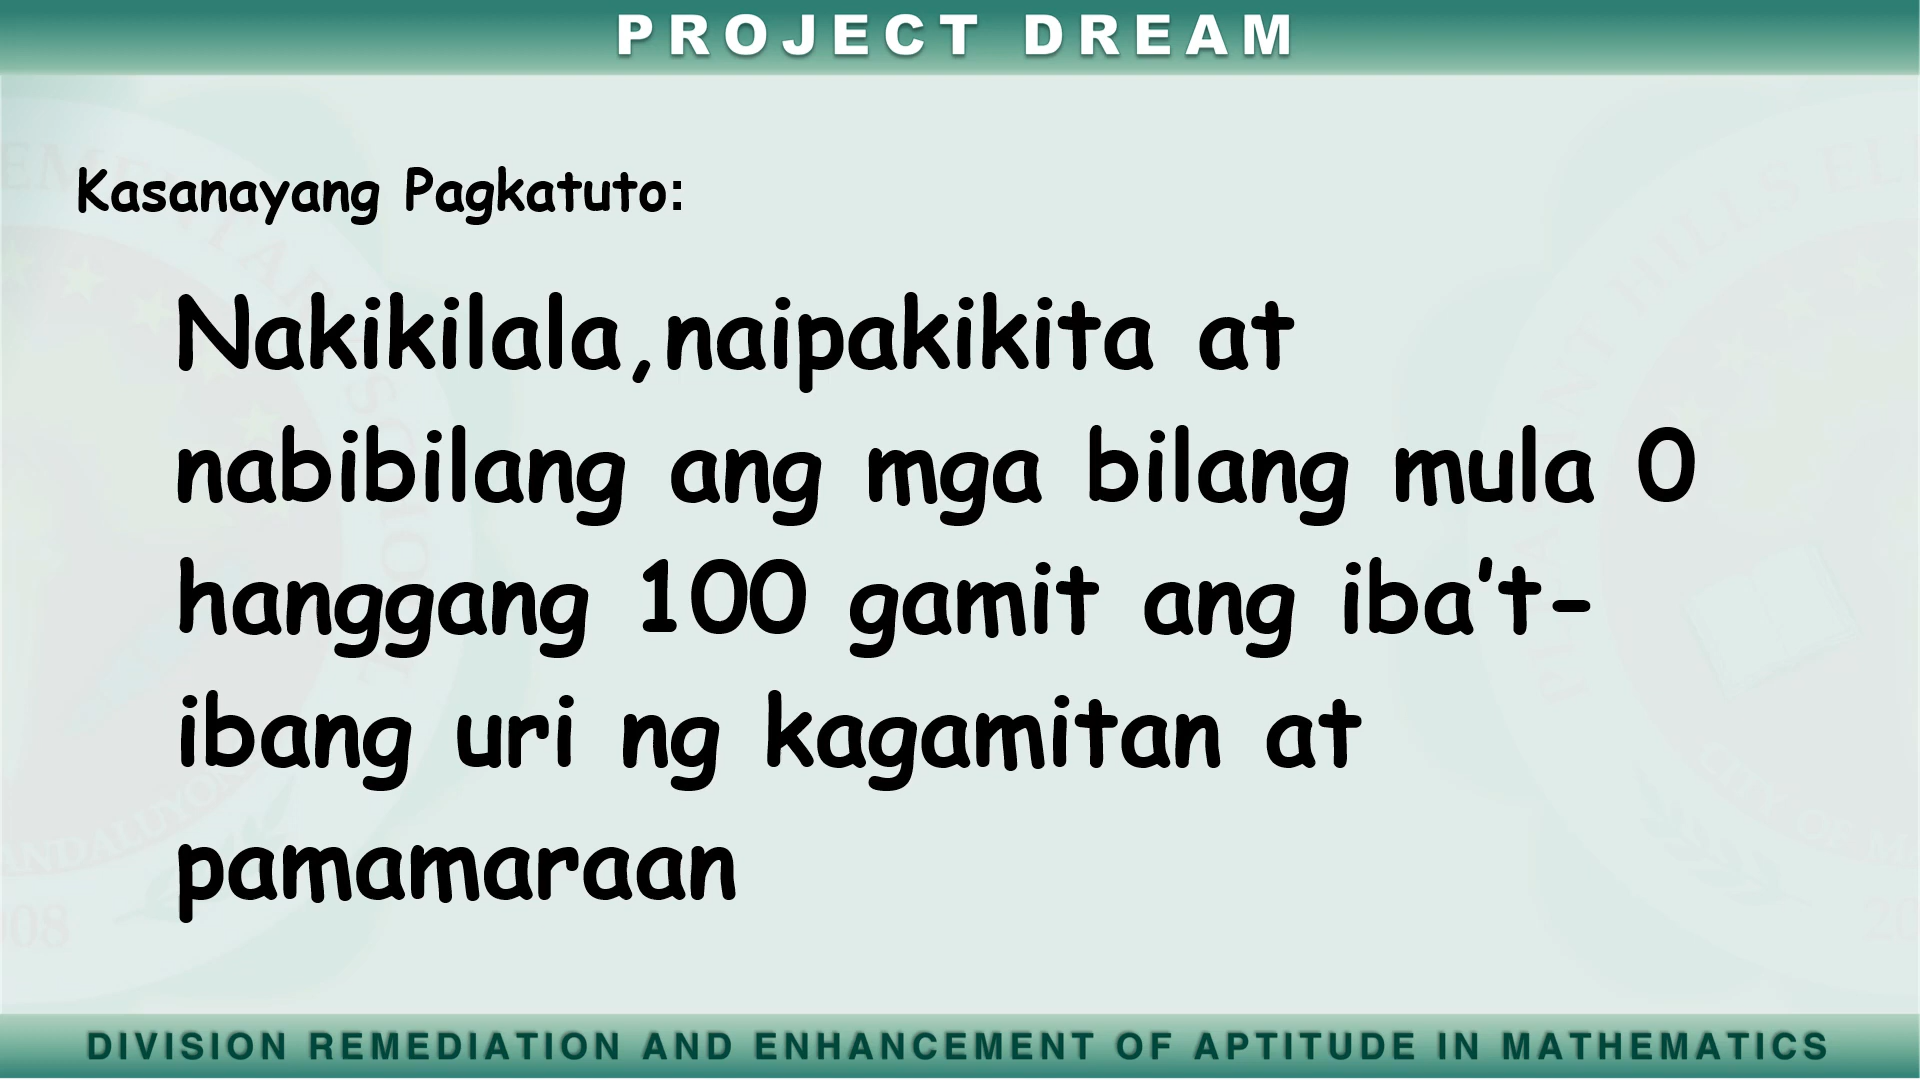 PROJECT DREAM
Kasanayang Pagkatuto:
Nakikilala,naipakikita at
nabibilang ang mga bilang mula 0
hanggang 100 gamit ang iba’t-
ibang uri ng kagamitan at
pamamaraan
DIVISION REMEDIATION AND ENHANCEMENT OF APTITUDE IN MATHEMATICS